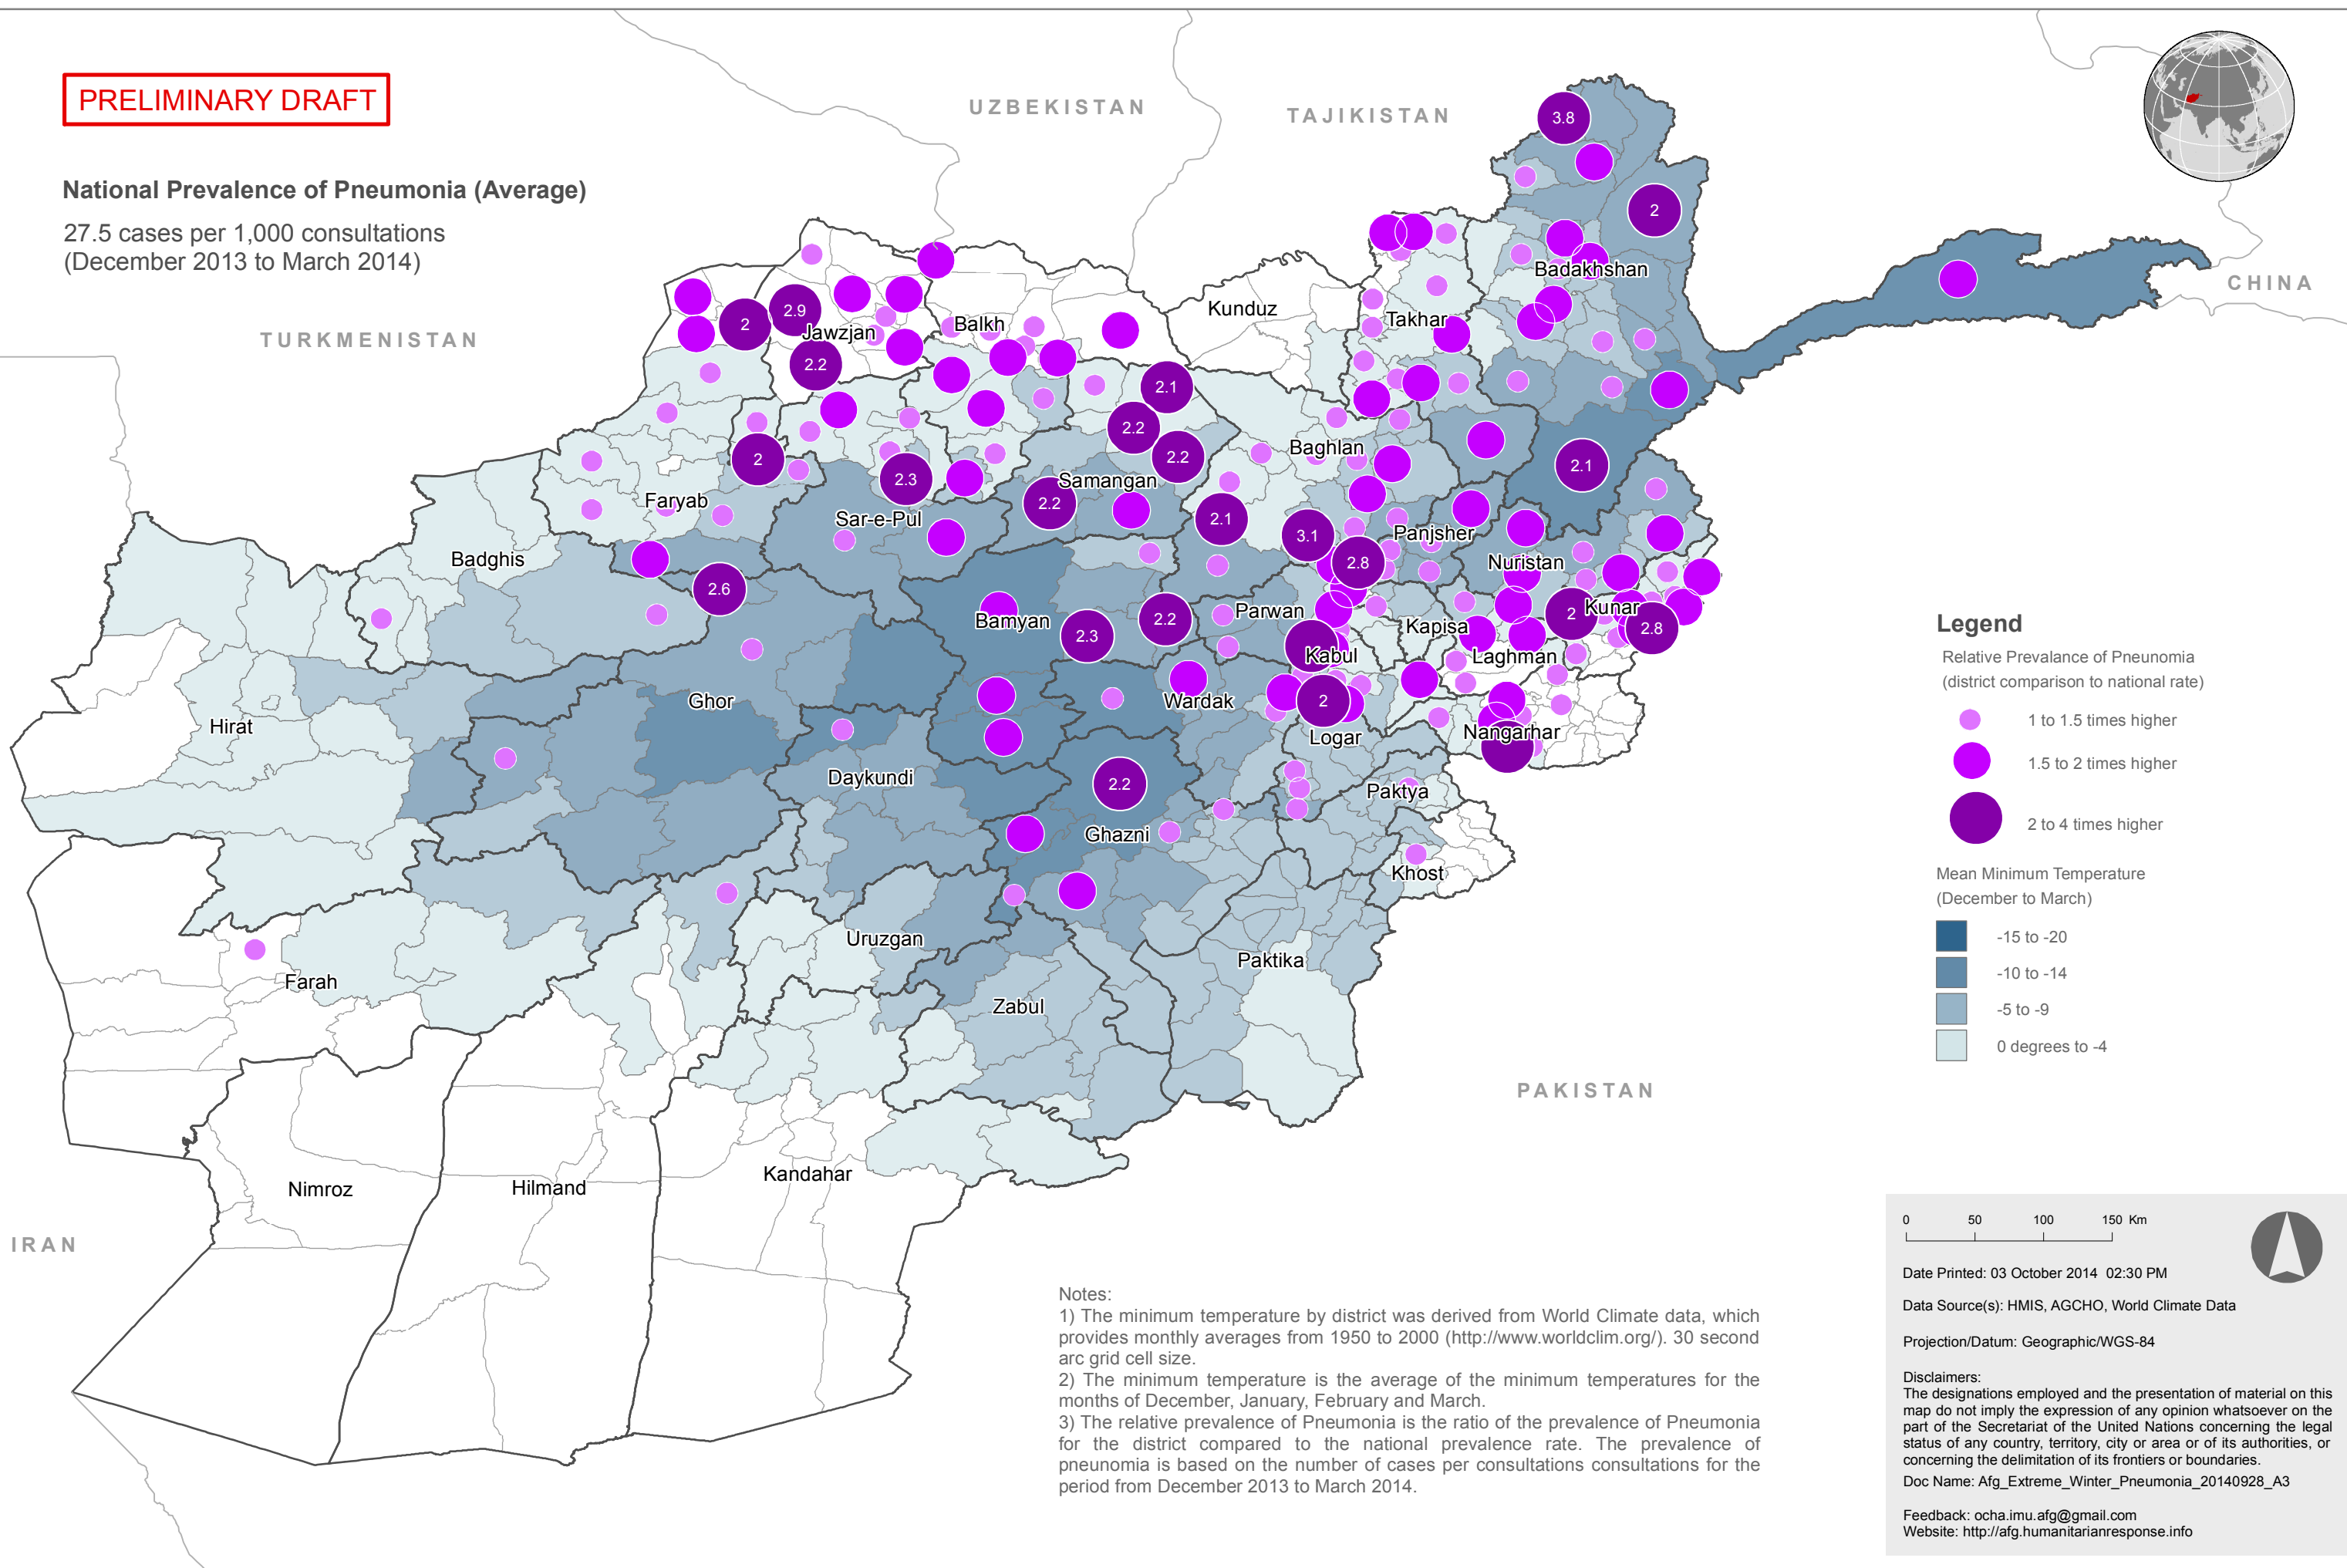 PRELIMINARY DRAFT
National Prevalence of Pneumonia (Average)
27.5 cases per 1,000 consultations
(December 2013 to March 2014)
UZBEKISTAN
TAJIKISTAN
TURKMENISTAN
CHINA
PAKISTAN
IRAN
3.8
2
Badakhshan
Kunduz
Takhar
Balkh
2.9
2
Jawzjan
2.2
2.1
2.2
2.2
2
2.3
Baghlan
2.1
Samangan
2.2
Faryab
Sar-e-Pul
2.1
3.1
Panjsher
2.8
Nuristan
Badghis
2.6
Bamyan
2.3
2.2
Parwan
Kapisa
2
Kunar
2.8
Kabul
Laghman
Ghor
Wardak
2
Hirat
Logar
Nangarhar
Daykundi
2.2
Paktya
Ghazni
Khost
Uruzgan
Paktika
Farah
Zabul
Kandahar
Nimroz
Hilmand
Legend
Relative Prevalance of Pneunomia
(district comparison to national rate)
1 to 1.5 times higher
1.5 to 2 times higher
2 to 4 times higher
Mean Minimum Temperature
(December to March)
-15 to -20
-10 to -14
-5 to -9
0 degrees to -4
Notes:
1) The minimum temperature by district was derived from World Climate data, which
provides monthly averages from 1950 to 2000 (http://www.worldclim.org/). 30 second
arc grid cell size.
2) The minimum temperature is the average of the minimum temperatures for the
months of December, January, February and March.
3) The relative prevalence of Pneumonia is the ratio of the prevalence of Pneumonia
for the district compared to the national prevalence rate. The prevalence of
pneumonia is based on the number of cases per consultations consultations for the
period from December 2013 to March 2014.
0 50 100 150 Km
Date Printed: 03 October 2014 02:30 PM
Data Source(s): HMIS, AGCHO, World Climate Data
Projection/Datum: Geographic/WGS-84
Disclaimers:
The designations employed and the presentation of material on this
map do not imply the expression of any opinion whatsoever on the
part of the Secretariat of the United Nations concerning the legal
status of any country, territory, city or area or of its authorities, or
concerning the delimitation of its frontiers or boundaries.
Doc Name: Afg_Extreme_Winter_Pneumonia_20140928_A3
Feedback: ocha.imu.afg@gmail.com
Website: http://afg.humanitarianresponse.info